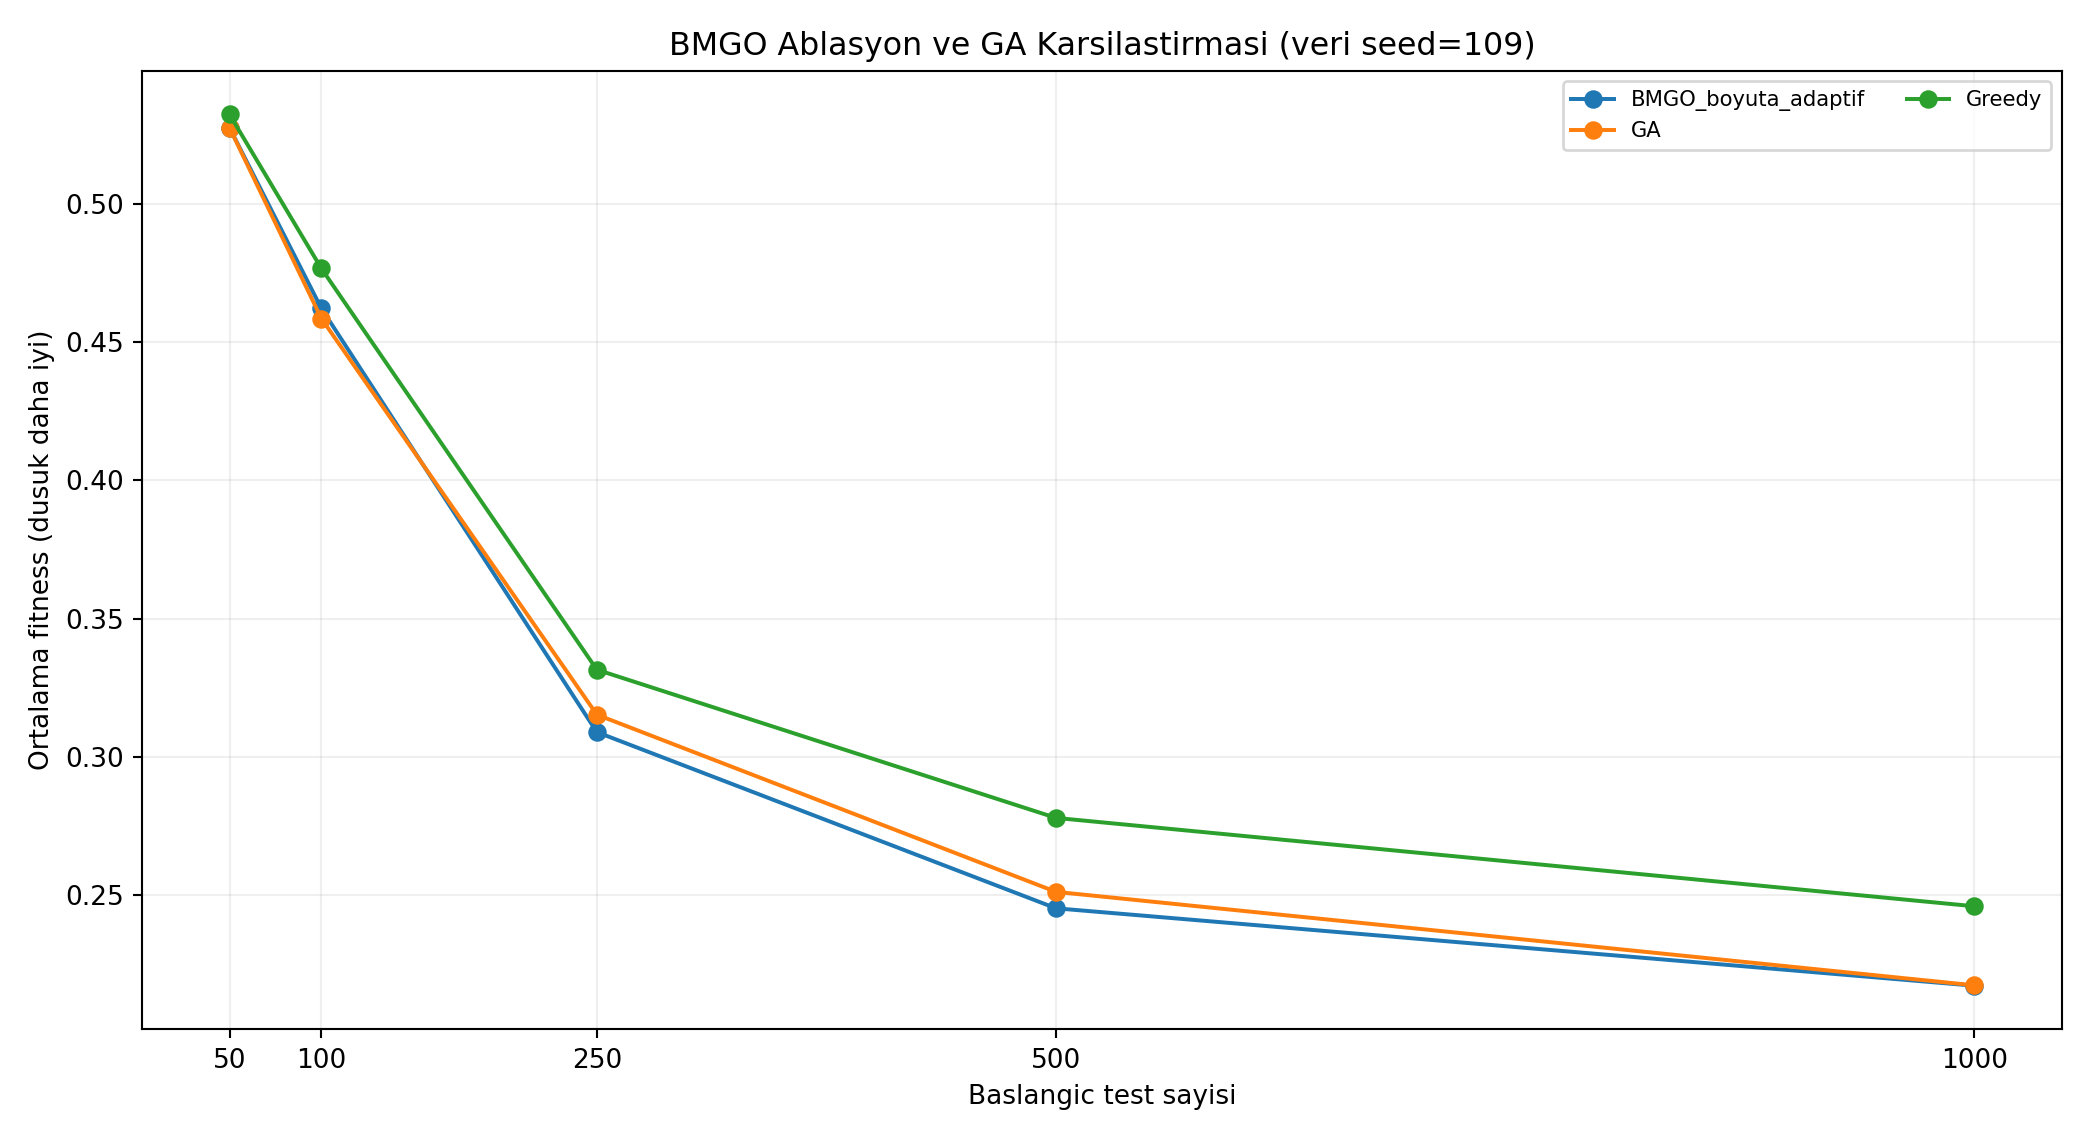 BMGO Ablasyon ve GA Karsilastirmasi (veri seed=109)
BMGO_boyuta_adaptif
GA
Greedy
Ortalama fitness (dusuk daha iyi)
0.50
0.45
0.40
0.35
0.30
0.25
50
100
250
500
1000
Baslangic test sayisi